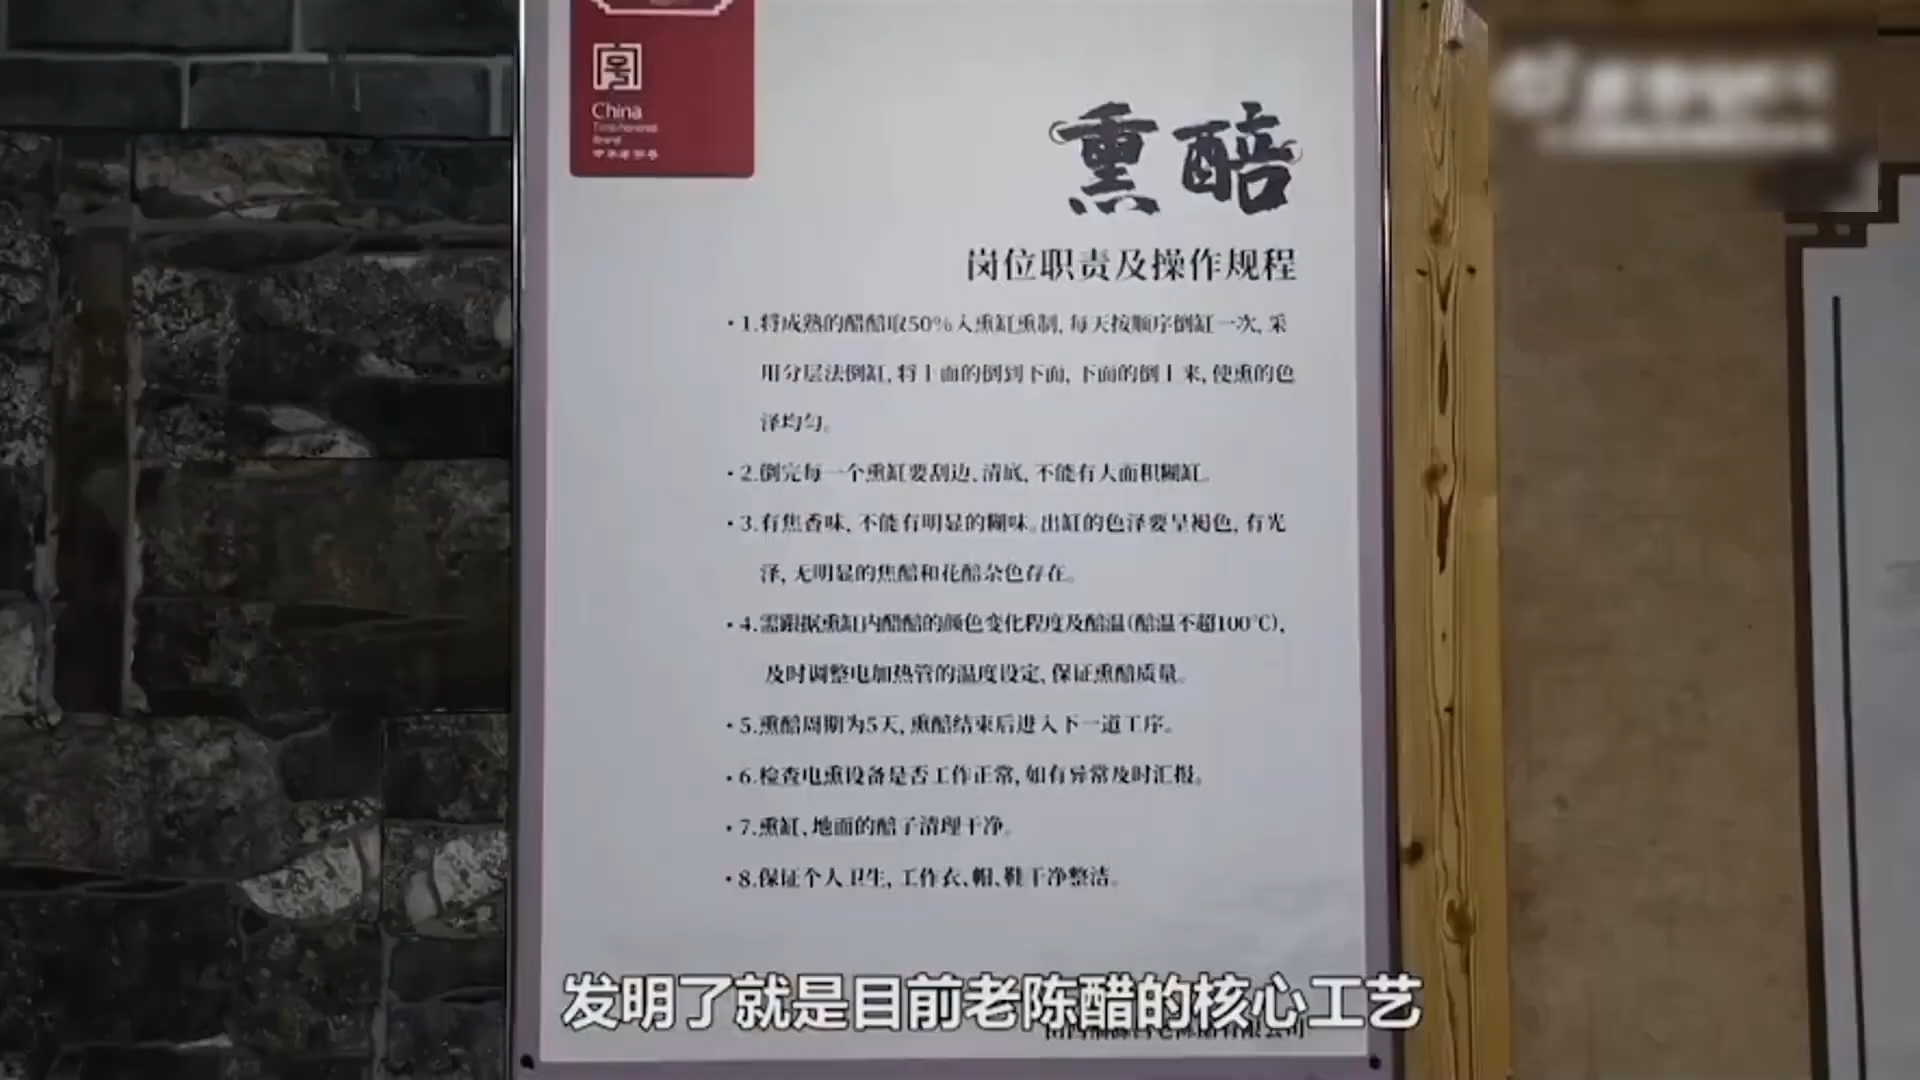 号
China
Time-honored
Brand
中华老字号
熏醅
岗位职责及操作规程
·1.将成熟的醋醅取50%入熏缸熏制,每天按顺序倒缸一次,采
用分层法倒缸,将上面的倒到下面,下面的倒上来,使熏的色
泽均匀。
·2.倒完每一个熏缸要刮边、清底,不能有大面积糊缸。
·3.有焦香味,不能有明显的糊味。出缸的色泽要呈褐色,有光
泽,无明显的焦醅和花醅杂色存在。
·4.需跟据熏缸内醋醅的颜色变化程度及醅温(醅温不超100℃),
及时调整电加热管的温度设定,保证熏醅质量。
·5.熏醅周期为5天,熏醅结束后进入下一道工序。
·6.检查电熏设备是否工作正常,如有异常及时汇报。
·7.熏缸、地面的醅子清理干净。
·8.保证个人卫生,工作衣、帽、鞋干净整洁。
发明了就是目前老陈醋的核心工艺